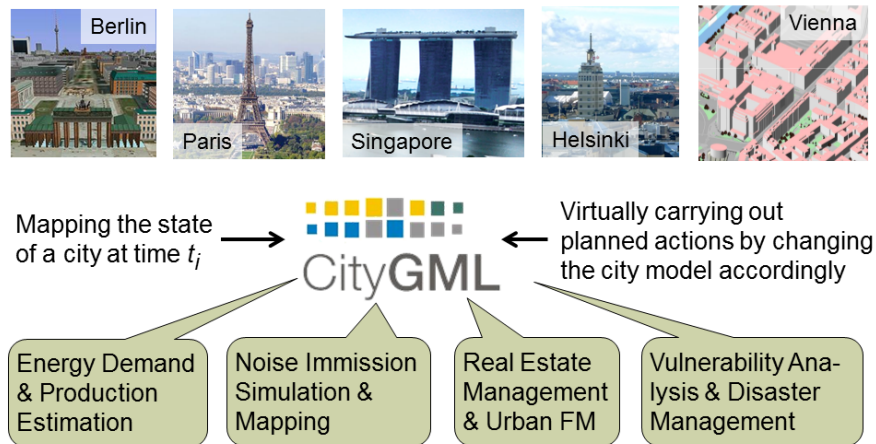 Berlin
Paris
Singapore
Helsinki
Vienna
Mapping the state
of a city at time tᵢ
CityGML
Virtually carrying out
planned actions by changing
the city model accordingly
Energy Demand
& Production
Estimation
Noise Immission
Simulation &
Mapping
Real Estate
Management
& Urban FM
Vulnerability Ana-
lysis & Disaster
Management